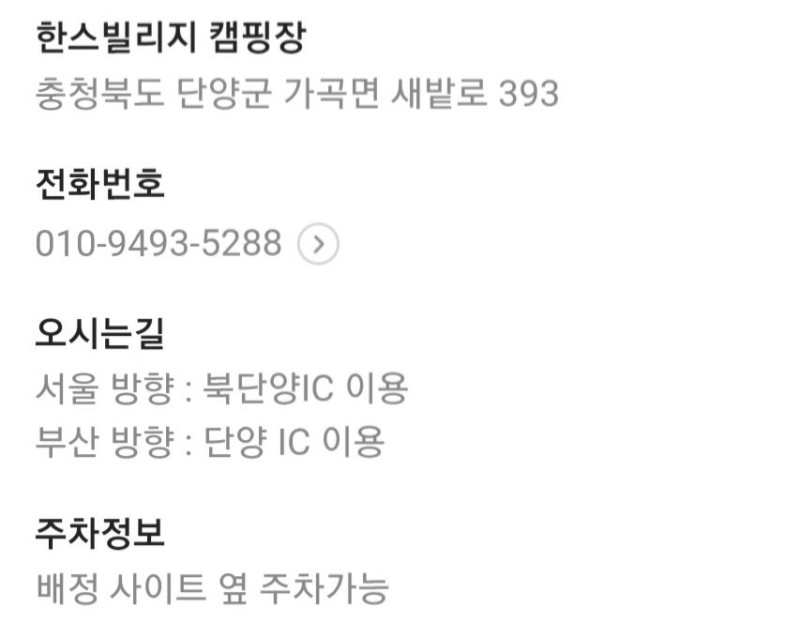 한스빌리지 캠핑장
충청북도 단양군 가곡면 새밭로 393
전화번호
010-9493-5288
오시는길
서울 방향 : 북단양IC 이용
부산 방향 : 단양 IC 이용
주차정보
배정 사이트 옆 주차가능